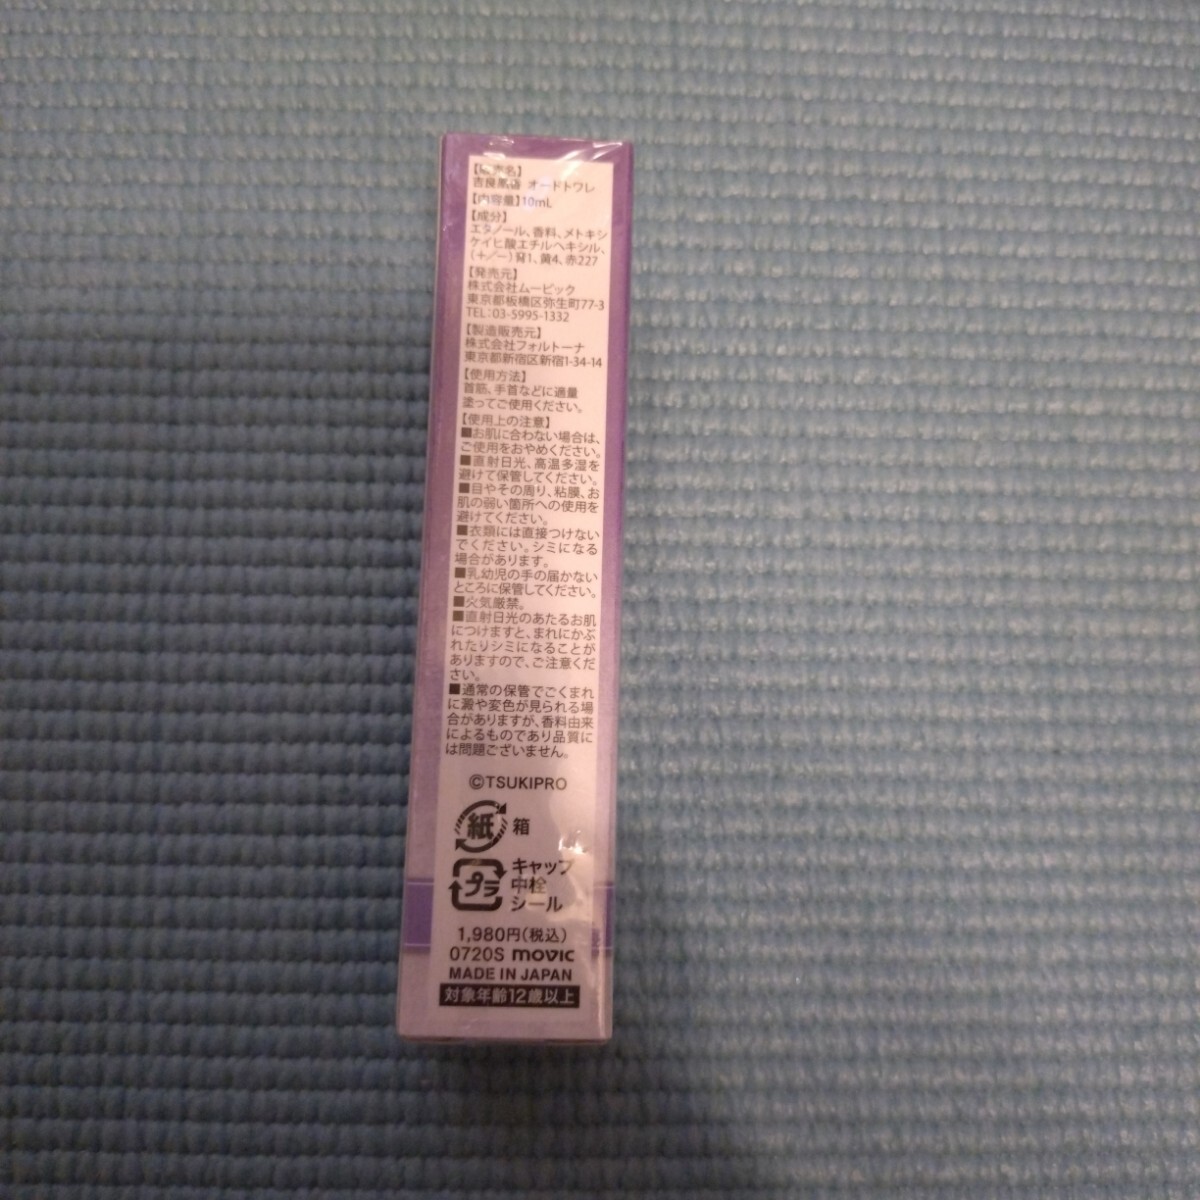 【販売名】
吉良凰香 オードトワレ
【内容量】10mL
【成分】
エタノール、香料、メトキシ
ケイヒ酸エチルヘキシル、
(+/ー)青1、黄4、赤227
【発売元】
株式会社ムービック
東京都板橋区弥生町77-3
TEL:03-5995-1332
【製造販売元】
株式会社フォルトーナ
東京都新宿区新宿1-34-14
【使用方法】
首筋、手首などに適量
塗ってご使用ください。
【使用上の注意】
■お肌に合わない場合は、
ご使用をおやめください。
■直射日光、高温多湿を
避けて保管してください。
■目やその周り、粘膜、お
肌の弱い箇所への使用を
避けてください。
■衣類には直接つけない
でください。シミになる
場合があります。
■乳幼児の手の届かない
ところに保管してください。
■火気厳禁。
■直射日光のあたるお肌
につけますと、まれにかぶ
れたりシミになることが
ありますので、ご注意くだ
さい。
■通常の保管でごくまれ
に澱や変色が見られる場
合がありますが、香料由来
によるものであり品質に
は問題ございません。
©TSUKIPRO
紙 箱
プラ キャップ
中栓
シール
1,980円(税込)
0720S movic
MADE IN JAPAN
対象年齢12歳以上